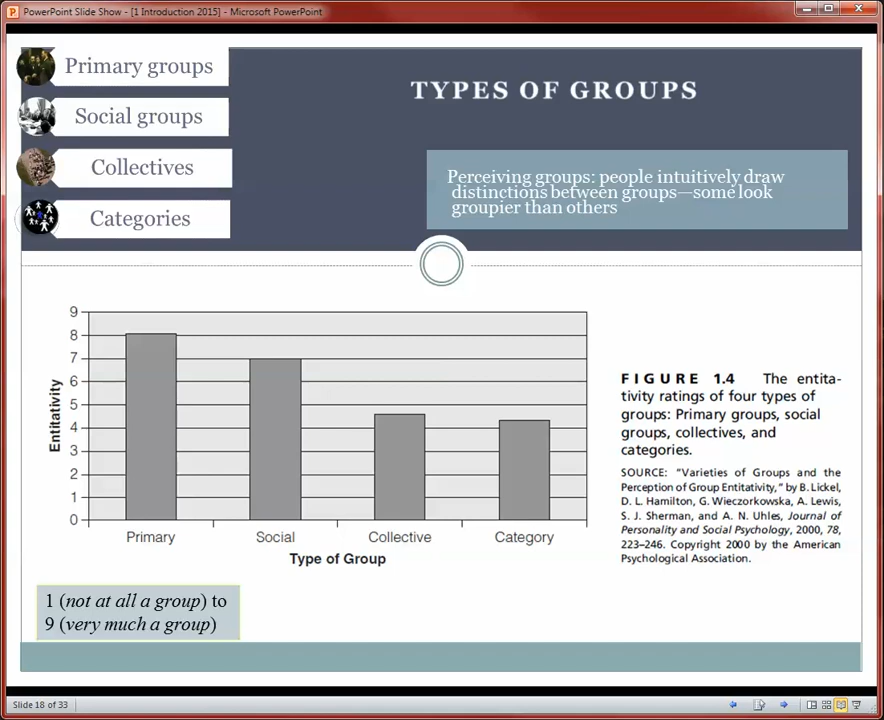 PowerPoint Slide Show - [1 Introduction 2015] - Microsoft PowerPoint
Primary groups
Social groups
Collectives
Categories
TYPES OF GROUPS
Perceiving groups: people intuitively draw
distinctions between groups—some look
groupier than others
9
8
7
6
5
4
3
2
1
0
Entitativity
Primary
Social
Collective
Category
Type of Group
FIGURE 1.4 The entita-
tivity ratings of four types of
groups: Primary groups, social
groups, collectives, and
categories.
SOURCE: “Varieties of Groups and the
Perception of Group Entitativity,” by B. Lickel,
D. L. Hamilton, G. Wieczorkowska, A. Lewis,
S. J. Sherman, and A. N. Uhles, Journal of
Personality and Social Psychology, 2000, 78,
223–246. Copyright 2000 by the American
Psychological Association.
1 (not at all a group) to
9 (very much a group)
Slide 18 of 33